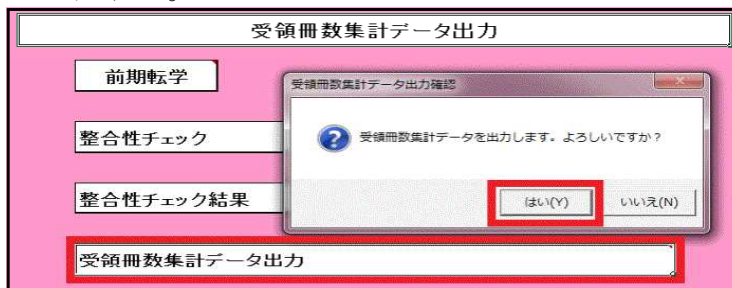 受領冊数集計データ出力
前期転学
受領冊数集計データ出力確認
整合性チェック
受領冊数集計データを出力します。よろしいですか？
整合性チェック結果
はい(Y)
いいえ(N)
受領冊数集計データ出力